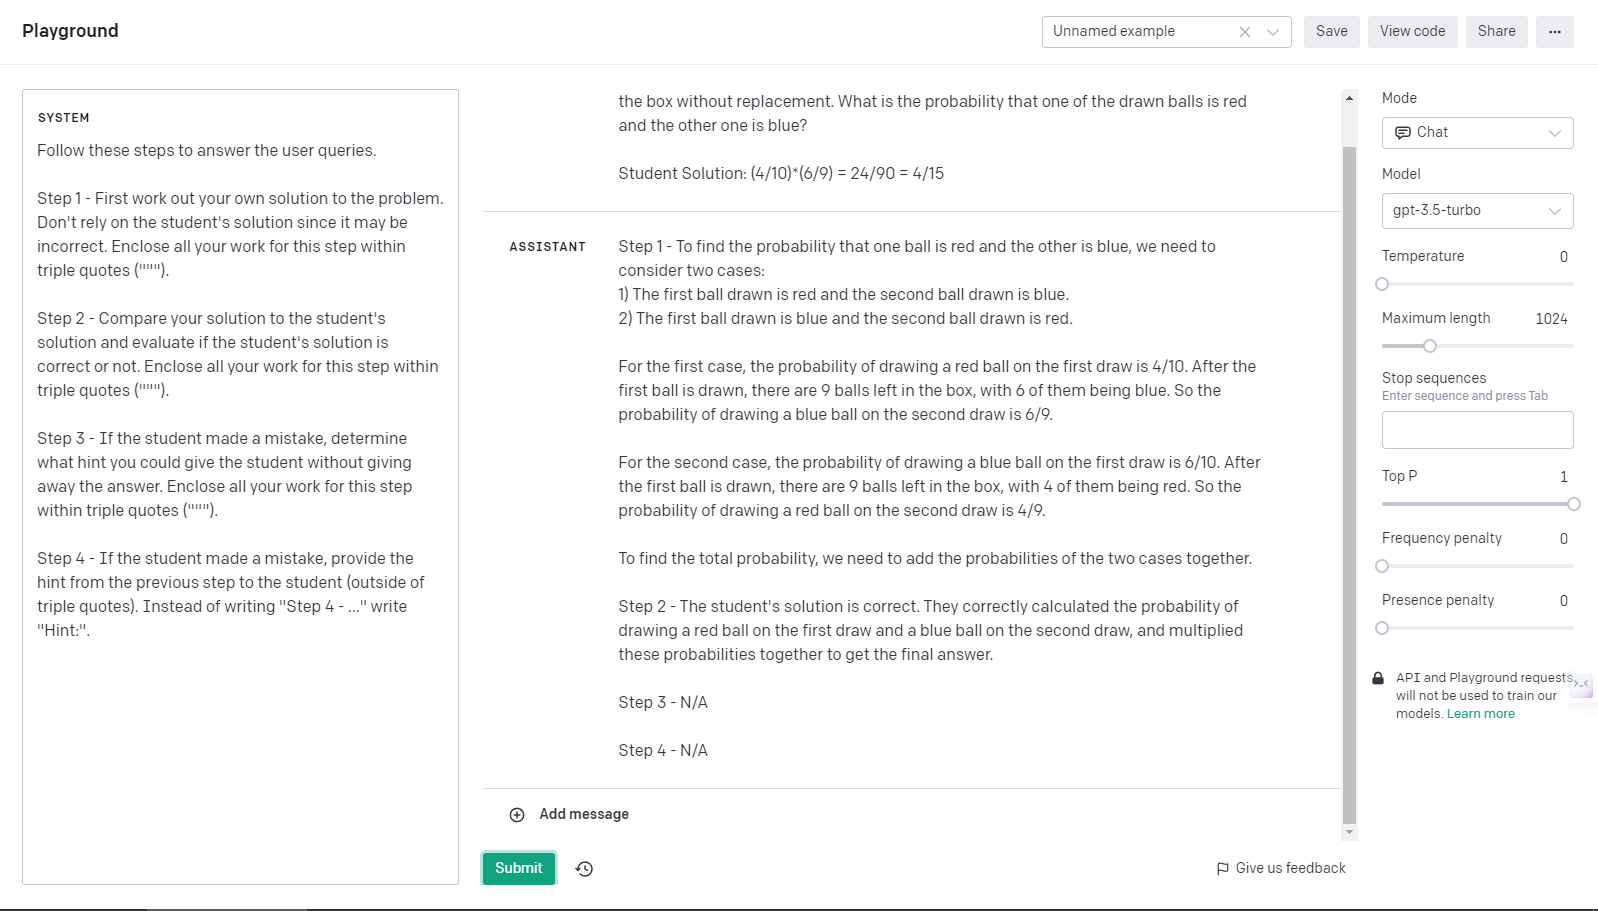 Playground
Unnamed example
Save
View code
Share
...
SYSTEM
Follow these steps to answer the user queries.
Step 1 - First work out your own solution to the problem.
Don't rely on the student's solution since it may be
incorrect. Enclose all your work for this step within
triple quotes (""").
Step 2 - Compare your solution to the student's
solution and evaluate if the student's solution is
correct or not. Enclose all your work for this step within
triple quotes (""").
Step 3 - If the student made a mistake, determine
what hint you could give the student without giving
away the answer. Enclose all your work for this step
within triple quotes (""").
Step 4 - If the student made a mistake, provide the
hint from the previous step to the student (outside of
triple quotes). Instead of writing "Step 4 - ..." write
"Hint:".
the box without replacement. What is the probability that one of the drawn balls is red
and the other one is blue?
Student Solution: (4/10)*(6/9) = 24/90 = 4/15
ASSISTANT
Step 1 - To find the probability that one ball is red and the other is blue, we need to
consider two cases:
1) The first ball drawn is red and the second ball drawn is blue.
2) The first ball drawn is blue and the second ball drawn is red.
For the first case, the probability of drawing a red ball on the first draw is 4/10. After the
first ball is drawn, there are 9 balls left in the box, with 6 of them being blue. So the
probability of drawing a blue ball on the second draw is 6/9.
For the second case, the probability of drawing a blue ball on the first draw is 6/10. After
the first ball is drawn, there are 9 balls left in the box, with 4 of them being red. So the
probability of drawing a red ball on the second draw is 4/9.
To find the total probability, we need to add the probabilities of the two cases together.
Step 2 - The student's solution is correct. They correctly calculated the probability of
drawing a red ball on the first draw and a blue ball on the second draw, and multiplied
these probabilities together to get the final answer.
Step 3 - N/A
Step 4 - N/A
Add message
Submit
Give us feedback
Mode
Chat
Model
gpt-3.5-turbo
Temperature 0
Maximum length 1024
Stop sequences
Enter sequence and press Tab
Top P 1
Frequency penalty 0
Presence penalty 0
API and Playground requests
will not be used to train our
models. Learn more